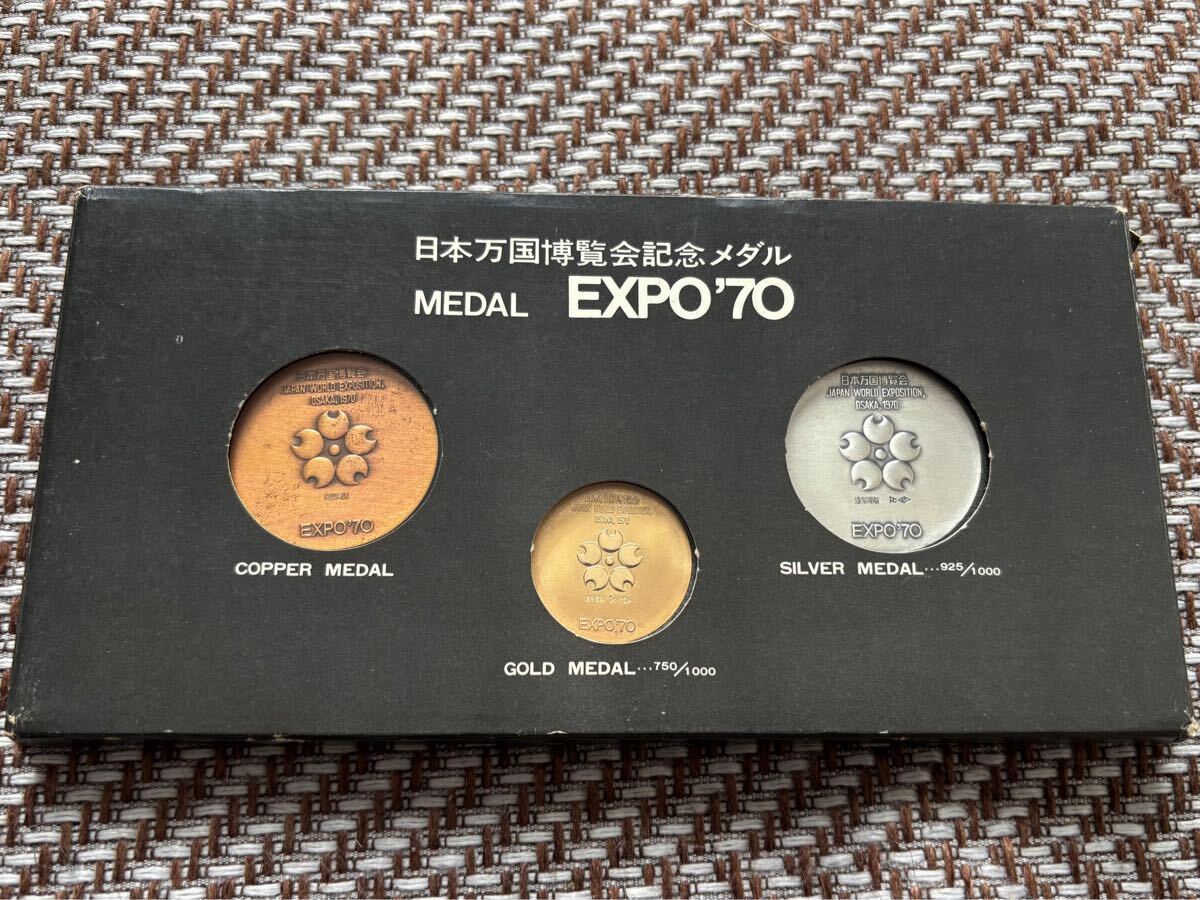 日本万国博覧会記念メダル
MEDAL EXPO'70
日本万国博覧会
JAPAN WORLD EXPOSITION,
OSAKA, 1970
EXPO'70
COPPER MEDAL
日本万国博覧会
JAPAN WORLD EXPOSITION,
OSAKA, 1970
EXPO'70
GOLD MEDAL...750/1000
日本万国博覧会
JAPAN WORLD EXPOSITION,
OSAKA, 1970
造幣局製
EXPO'70
SILVER MEDAL...925/1000